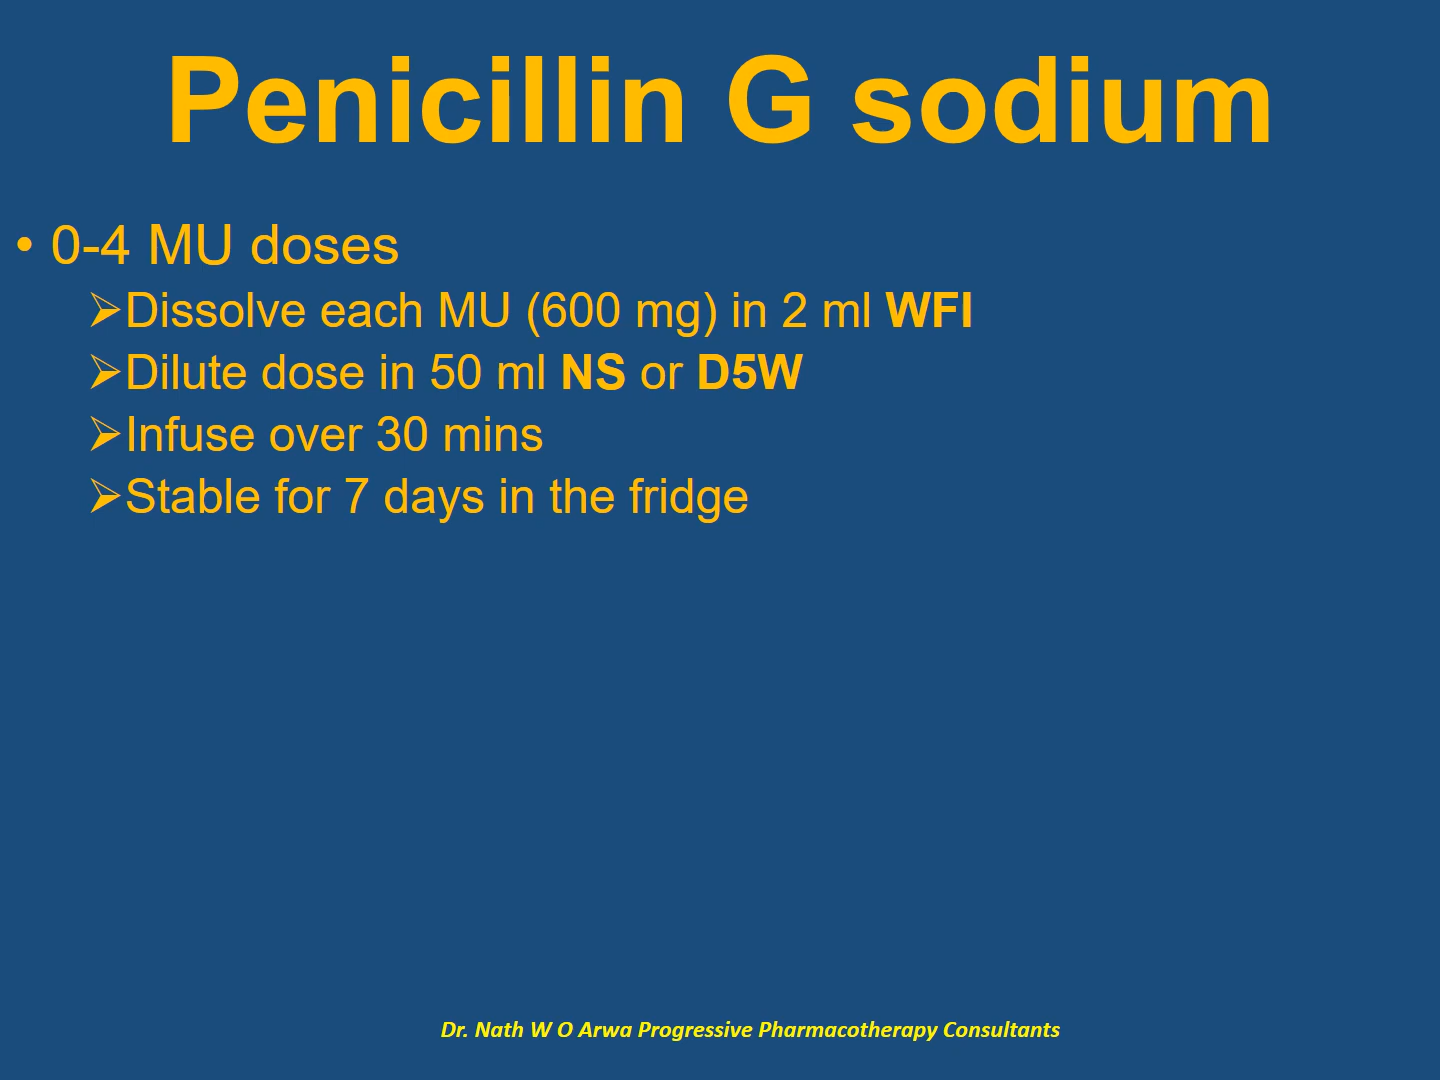 Penicillin G sodium
• 0-4 MU doses
➢Dissolve each MU (600 mg) in 2 ml WFI
➢Dilute dose in 50 ml NS or D5W
➢Infuse over 30 mins
➢Stable for 7 days in the fridge
Dr. Nath W O Arwa Progressive Pharmacotherapy Consultants